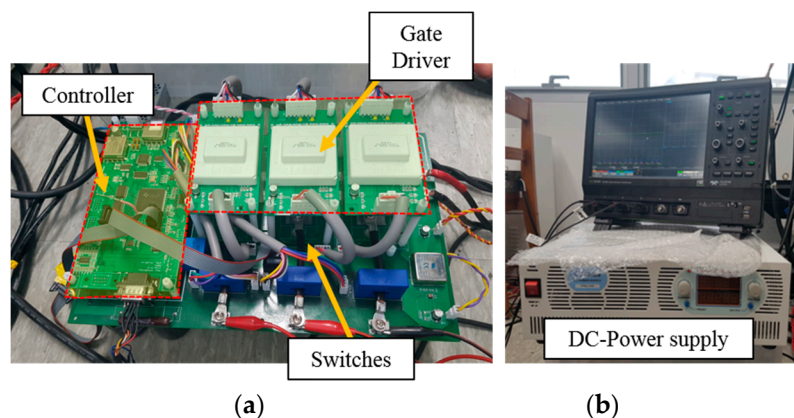 Gate
Driver
Controller
Switches
DC-Power supply
(a)
(b)